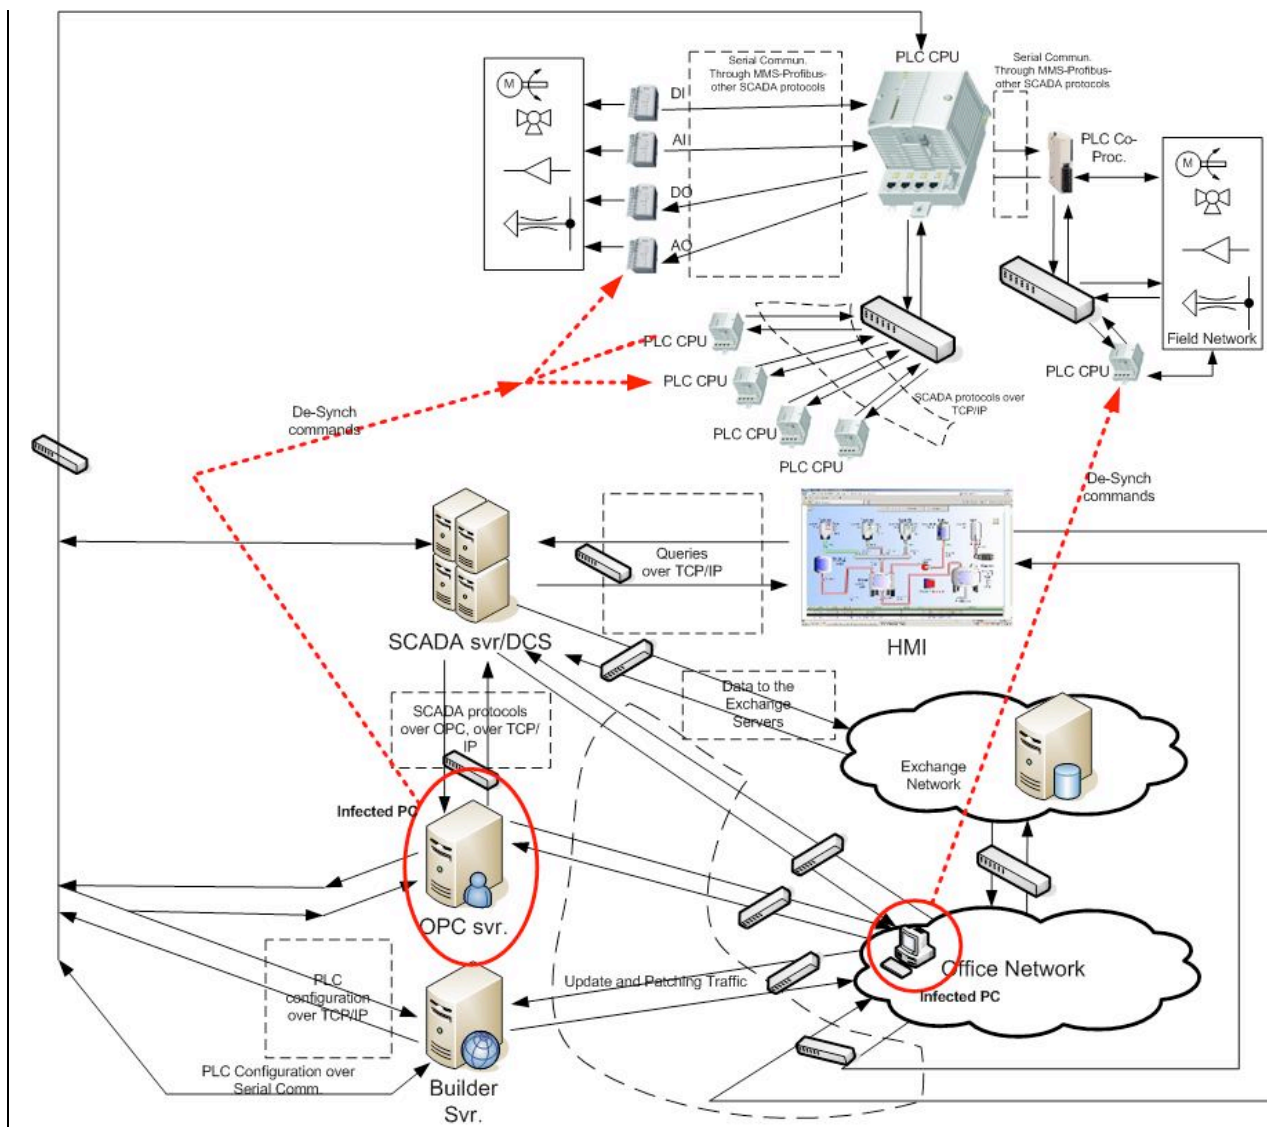 PLC CPU
Serial Commun.
Through MMS-Profibus-
other SCADA protocols
Serial Commun.
Through MMS-Profibus-
other SCADA protocols
M
DI
AI
DO
AO
PLC Co-
Proc.
M
Field Network
PLC CPU
PLC CPU
PLC CPU
PLC CPU
PLC CPU
SCADA protocols over
TCP/IP
De-Synch
commands
De-Synch
commands
Queries
over TCP/IP
SCADA svr/DCS
HMI
Data to the
Exchange
Servers
SCADA protocols
over OPC, over TCP/
IP
Exchange
Network
Infected PC
OPC svr.
Office Network
Infected PC
Update and Patching Traffic
PLC
configuration
over TCP/IP
PLC Configuration over
Serial Comm.
Builder
Svr.